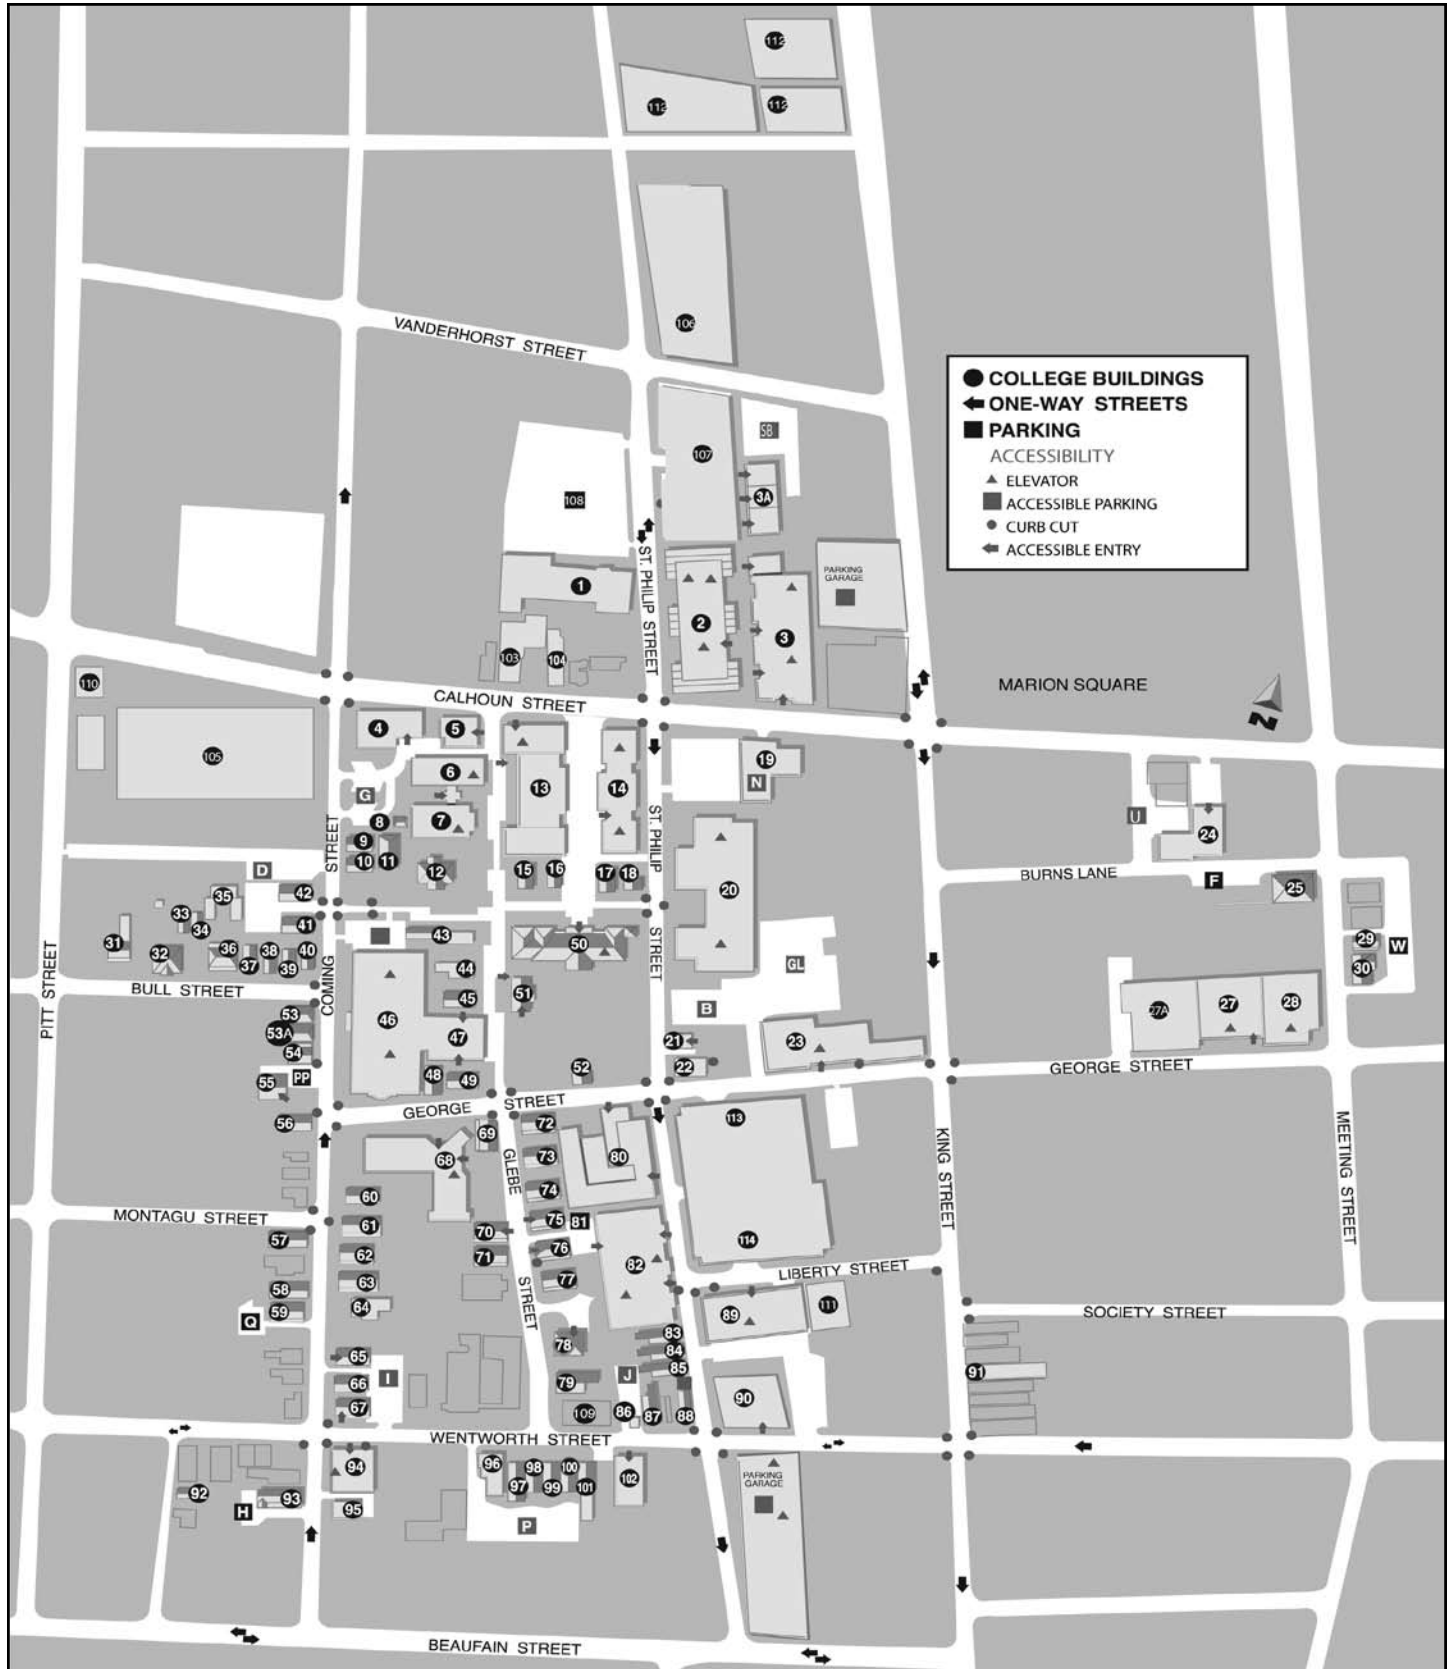 112
112
112
106
VANDERHORST STREET
COLLEGE BUILDINGS
ONE-WAY STREETS
PARKING
ACCESSIBILITY
ELEVATOR
ACCESSIBLE PARKING
CURB CUT
ACCESSIBLE ENTRY
SB
107
3A
108
ST. PHILIP STREET
PARKING
GARAGE
1
2
3
103
104
110
CALHOUN STREET
MARION SQUARE
N
4
5
105
6
13
14
19
N
G
7
8
9
10
11
12
15
16
17
18
ST. PHILIP
STREET
20
U
24
BURNS LANE
F
25
D
STREET
42
35
33
34
41
31
32
36
37
38
39
40
43
50
44
45
51
GL
B
29
W
30
PITT STREET
BULL STREET
COMING
53
53A
54
46
47
21
23
22
27A
27
28
55
PP
48
49
52
56
GEORGE STREET
GEORGE STREET
69
72
113
68
GLEBE
73
80
KING STREET
MEETING STREET
60
74
MONTAGU STREET
61
70
75
81
57
62
71
76
82
114
58
63
77
LIBERTY STREET
Q
59
64
STREET
89
111
SOCIETY STREET
65
78
83
84
85
91
66
I
79
J
90
67
109
86
87
88
WENTWORTH STREET
94
96
98
100
102
97
99
101
PARKING
GARAGE
92
93
H
95
P
BEAUFAIN STREET